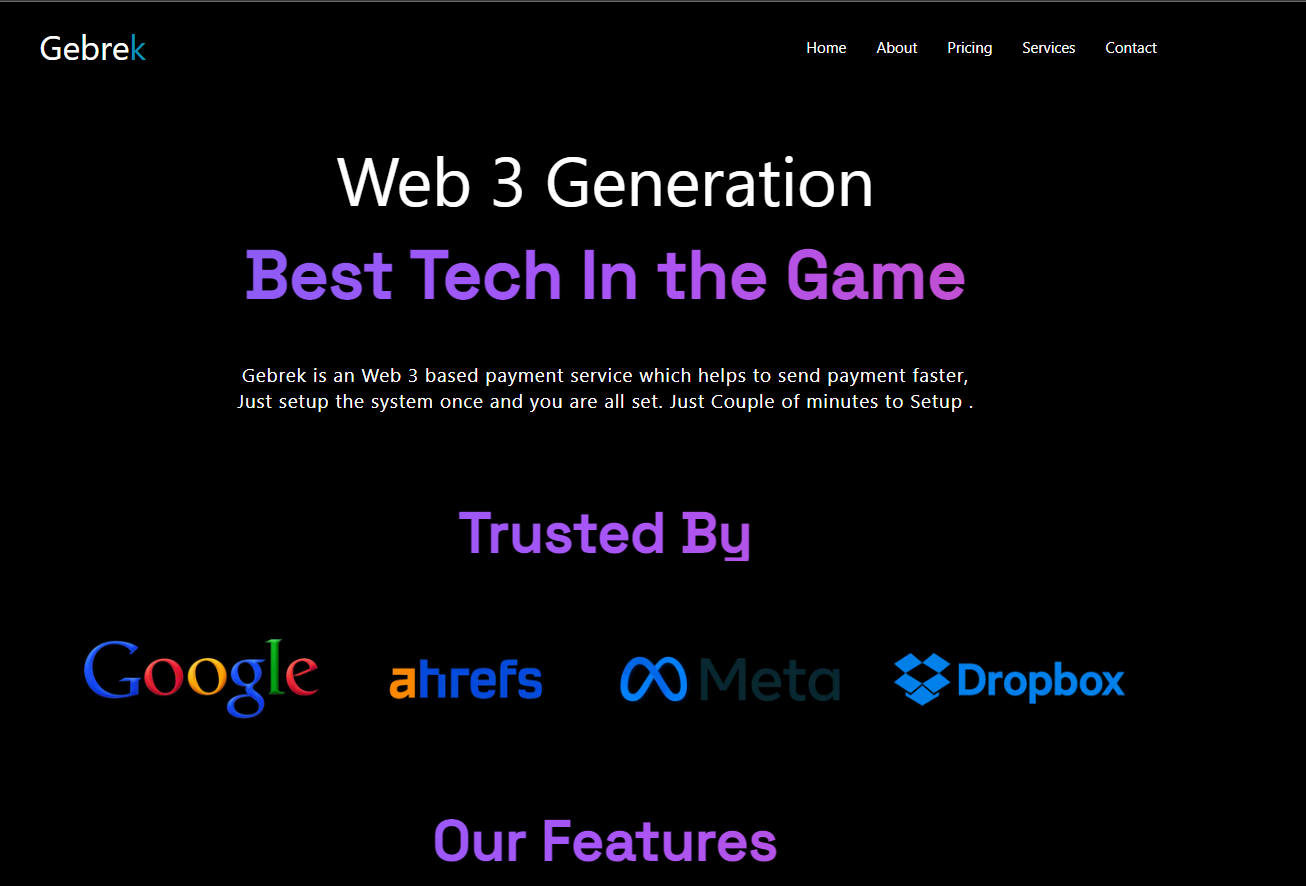 Gebrek
Home About Pricing Services Contact
Web 3 Generation
Best Tech In the Game
Gebrek is an Web 3 based payment service which helps to send payment faster,
Just setup the system once and you are all set. Just Couple of minutes to Setup .
Trusted By
Google ahrefs Meta Dropbox
Our Features